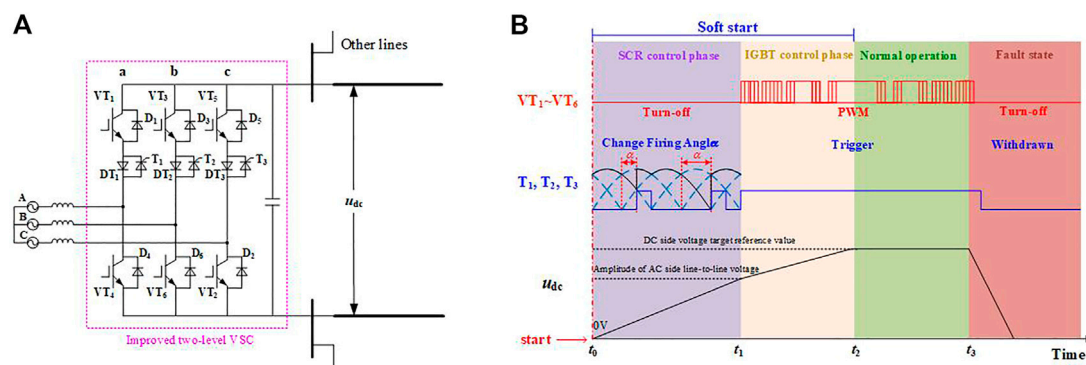 A
Other lines
a b c
VT1 VT3 VT5
D1 D3 D5
T1 T2 T3
DT1 DT2 DT3
udc
A
B
C
D4 D6 D2
VT4 VT6 VT2
Improved two-level VSC
B
Soft start
SCR control phase IGBT control phase Normal operation Fault state
VT1~VT6
Turn-off PWM Turn-off
Change Firing Angleα Trigger Withdrawn
α α
T1, T2, T3
DC side voltage target reference value
Amplitude of AC side line-to-line voltage
udc
0V
start
t0 t1 t2 t3 Time